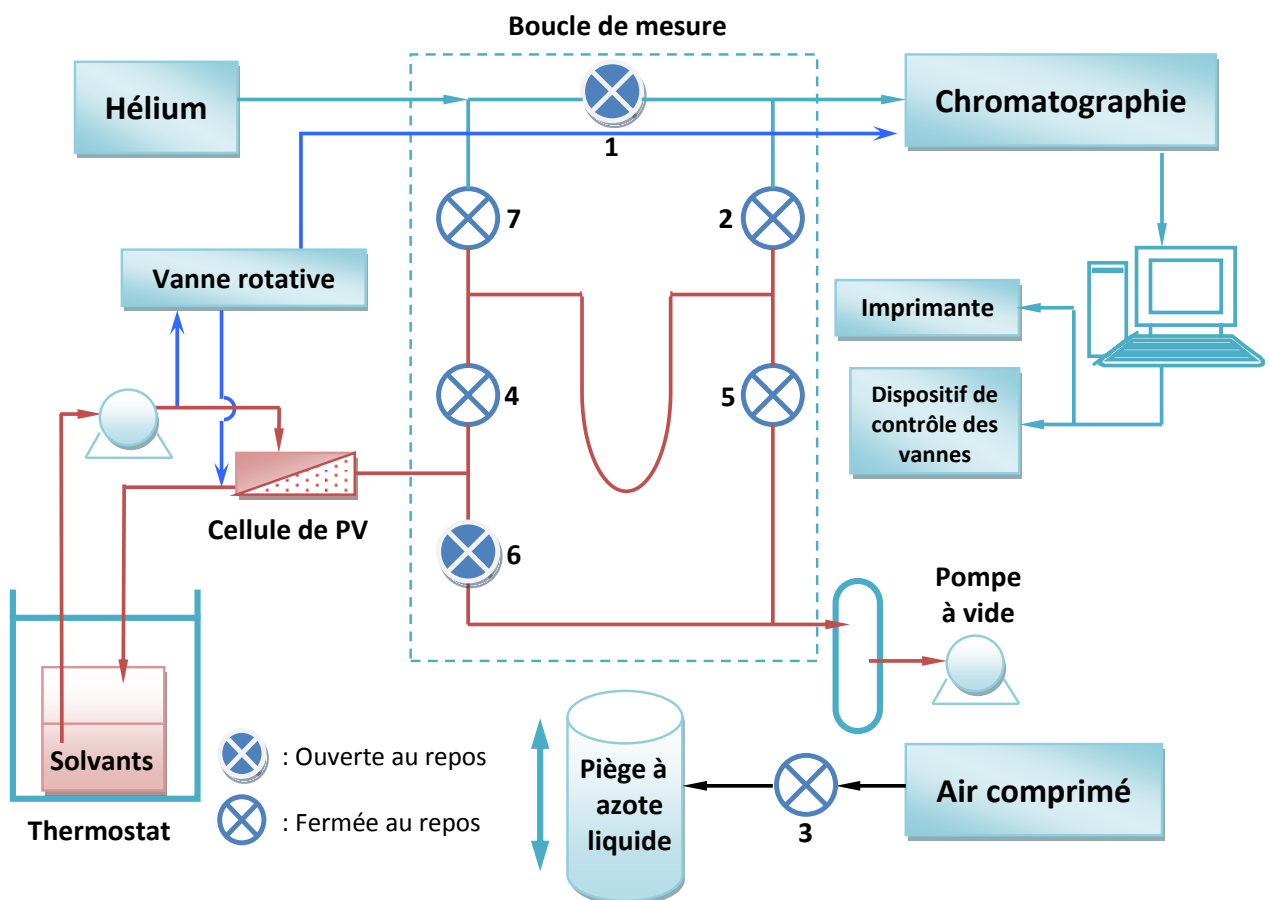 Boucle de mesure
Hélium
Chromatographie
1
7
2
Vanne rotative
Imprimante
4
5
Dispositif de
contrôle des
vannes
Cellule de PV
6
Pompe
à vide
Solvants
Thermostat
: Ouverte au repos
: Fermée au repos
Piège à
azote
liquide
3
Air comprimé